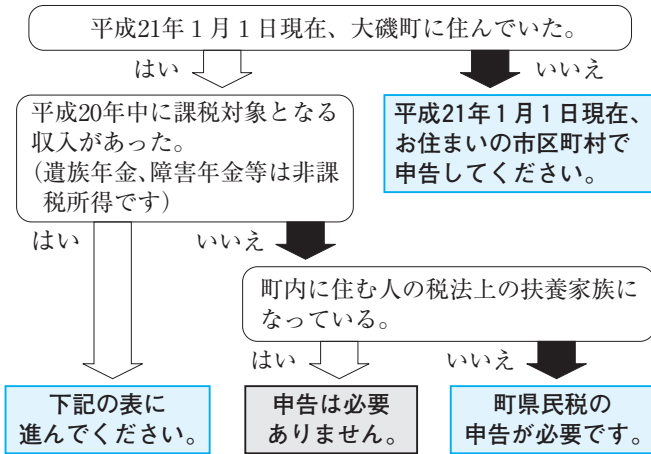 平成21年1月1日現在、大磯町に住んでいた。
はい
いいえ
平成20年中に課税対象となる
収入があった。
(遺族年金、障害年金等は非課
税所得です)
平成21年1月1日現在、
お住まいの市区町村で
申告してください。
はい
いいえ
町内に住む人の税法上の扶養家族に
なっている。
はい
いいえ
下記の表に
進んでください。
申告は必要
ありません。
町県民税の
申告が必要です。